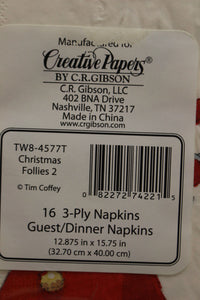 Manufactured for
Creative Papers®
BY C.R.GIBSON
C.R. Gibson, LLC
402 BNA Drive
Nashville, TN 37217
Made in China
www.crgibson.com
TW8-4577T
Christmas
Follies 2
© Tim Coffey
0 82272 74221 5
16 3-Ply Napkins
Guest/Dinner Napkins
12.875 in x 15.75 in
(32.70 cm x 40.00 cm)